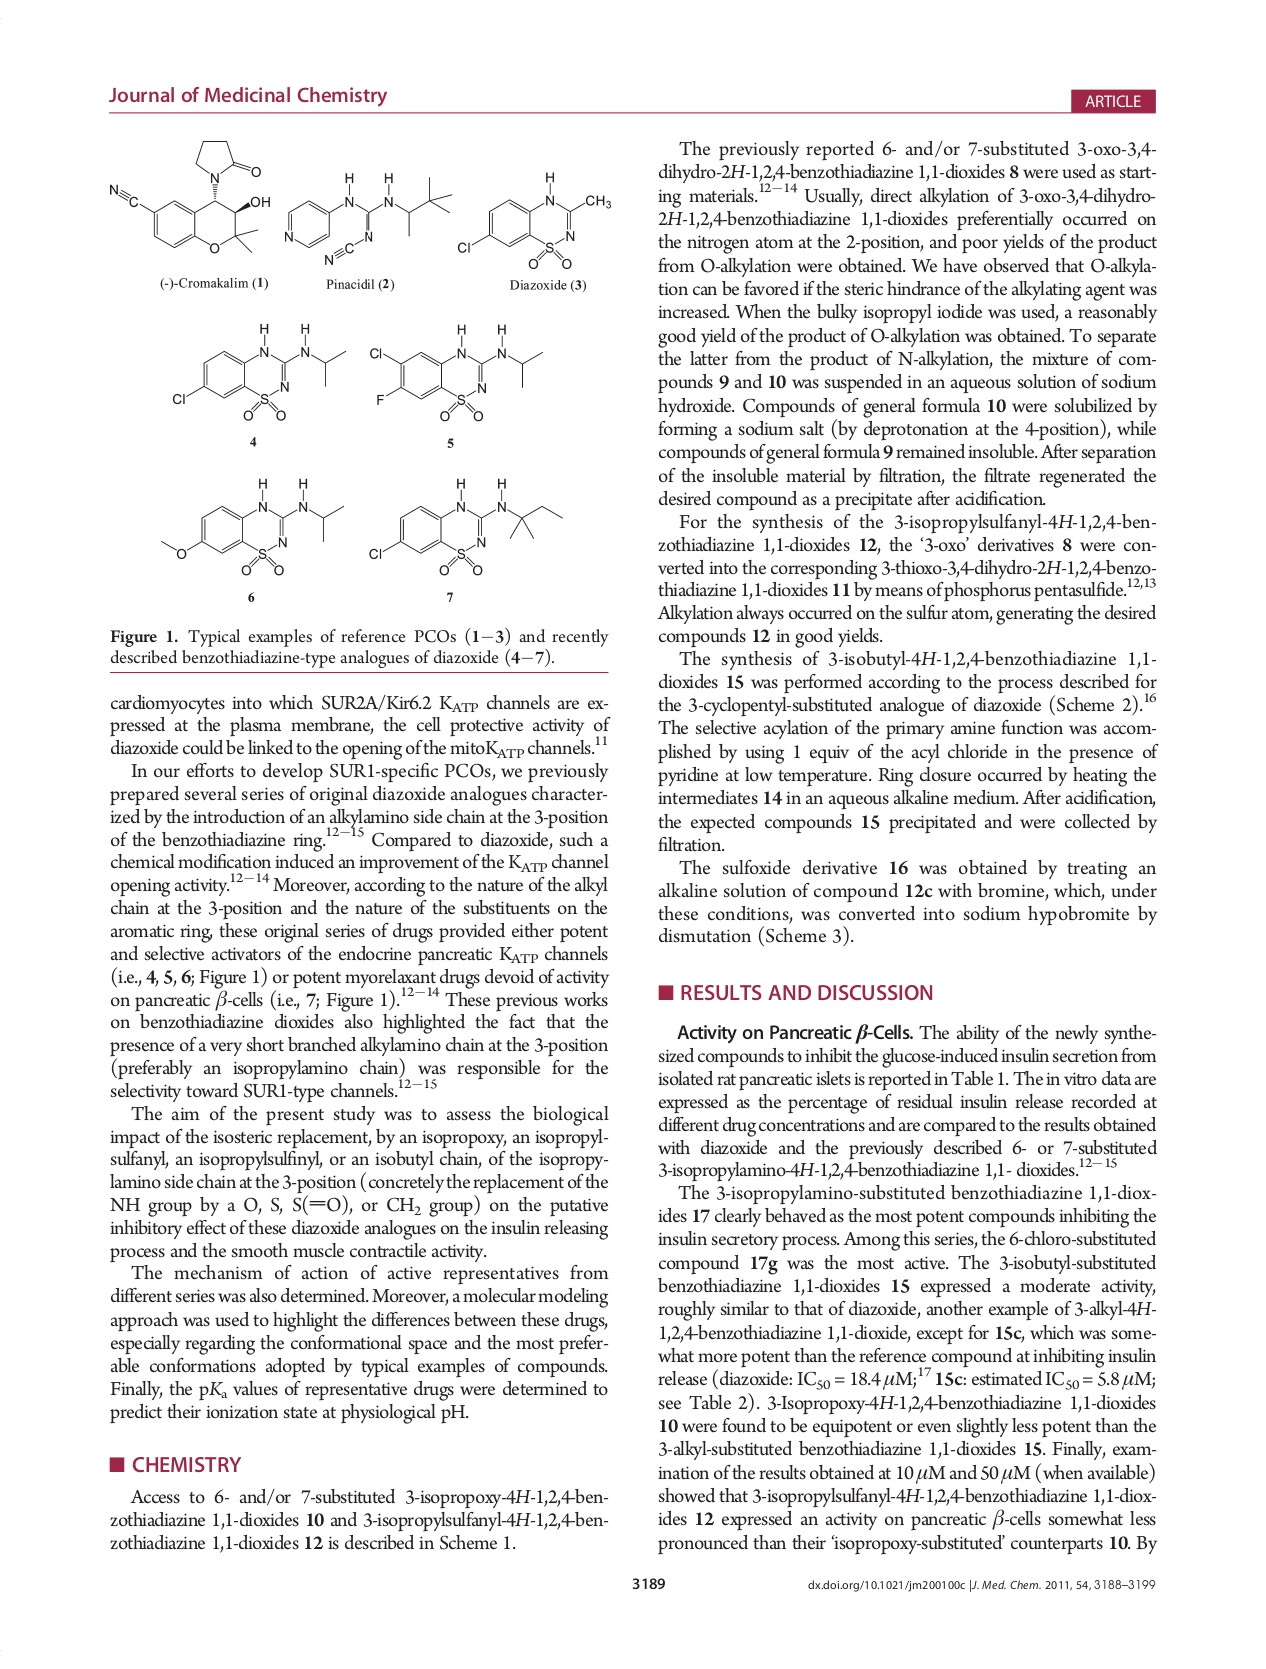 Journal of Medicinal Chemistry
ARTICLE
N
O
N
C
OH
O
(-)-Cromakalim (1)
H H
N N
N
N
C
N
Pinacidil (2)
H
N
CH3
N
Cl
S
O O
Diazoxide (3)
H H
N N
N
Cl
S
O O
4
H H
Cl
N N
N
F
S
O O
5
H H
N N
N
O
S
O O
6
H H
N N
N
Cl
S
O O
7
Figure 1. Typical examples of reference PCOs (1−3) and recently
described benzothiadiazine-type analogues of diazoxide (4−7).
cardiomyocytes into which SUR2A/Kir6.2 KATP channels are ex-
pressed at the plasma membrane, the cell protective activity of
diazoxide could be linked to the opening of the mitoKATP channels.11
In our efforts to develop SUR1-specific PCOs, we previously
prepared several series of original diazoxide analogues character-
ized by the introduction of an alkylamino side chain at the 3-position
of the benzothiadiazine ring.12−15 Compared to diazoxide, such a
chemical modification induced an improvement of the KATP channel
opening activity.12−14 Moreover, according to the nature of the alkyl
chain at the 3-position and the nature of the substituents on the
aromatic ring, these original series of drugs provided either potent
and selective activators of the endocrine pancreatic KATP channels
(i.e., 4, 5, 6; Figure 1) or potent myorelaxant drugs devoid of activity
on pancreatic β-cells (i.e., 7; Figure 1).12−14 These previous works
on benzothiadiazine dioxides also highlighted the fact that the
presence of a very short branched alkylamino chain at the 3-position
(preferably an isopropylamino chain) was responsible for the
selectivity toward SUR1-type channels.12−15
The aim of the present study was to assess the biological
impact of the isosteric replacement, by an isopropoxy, an isopropyl-
sulfanyl, an isopropylsulfinyl, or an isobutyl chain, of the isopropy-
lamino side chain at the 3-position (concretely the replacement of the
NH group by a O, S, S(=O), or CH2 group) on the putative
inhibitory effect of these diazoxide analogues on the insulin releasing
process and the smooth muscle contractile activity.
The mechanism of action of active representatives from
different series was also determined. Moreover, a molecular modeling
approach was used to highlight the differences between these drugs,
especially regarding the conformational space and the most prefer-
able conformations adopted by typical examples of compounds.
Finally, the pKa values of representative drugs were determined to
predict their ionization state at physiological pH.
■ CHEMISTRY
Access to 6- and/or 7-substituted 3-isopropoxy-4H-1,2,4-ben-
zothiadiazine 1,1-dioxides 10 and 3-isopropylsulfanyl-4H-1,2,4-ben-
zothiadiazine 1,1-dioxides 12 is described in Scheme 1.
The previously reported 6- and/or 7-substituted 3-oxo-3,4-
dihydro-2H-1,2,4-benzothiadiazine 1,1-dioxides 8 were used as start-
ing materials.12−14 Usually, direct alkylation of 3-oxo-3,4-dihydro-
2H-1,2,4-benzothiadiazine 1,1-dioxides preferentially occurred on
the nitrogen atom at the 2-position, and poor yields of the product
from O-alkylation were obtained. We have observed that O-alkyla-
tion can be favored if the steric hindrance of the alkylating agent was
increased. When the bulky isopropyl iodide was used, a reasonably
good yield of the product of O-alkylation was obtained. To separate
the latter from the product of N-alkylation, the mixture of com-
pounds 9 and 10 was suspended in an aqueous solution of sodium
hydroxide. Compounds of general formula 10 were solubilized by
forming a sodium salt (by deprotonation at the 4-position), while
compounds of general formula 9 remained insoluble. After separation
of the insoluble material by filtration, the filtrate regenerated the
desired compound as a precipitate after acidification.
For the synthesis of the 3-isopropylsulfanyl-4H-1,2,4-ben-
zothiadiazine 1,1-dioxides 12, the ‘3-oxo’ derivatives 8 were con-
verted into the corresponding 3-thioxo-3,4-dihydro-2H-1,2,4-benzo-
thiadiazine 1,1-dioxides 11 by means of phosphorus pentasulfide.12,13
Alkylation always occurred on the sulfur atom, generating the desired
compounds 12 in good yields.
The synthesis of 3-isobutyl-4H-1,2,4-benzothiadiazine 1,1-
dioxides 15 was performed according to the process described for
the 3-cyclopentyl-substituted analogue of diazoxide (Scheme 2).16
The selective acylation of the primary amine function was accom-
plished by using 1 equiv of the acyl chloride in the presence of
pyridine at low temperature. Ring closure occurred by heating the
intermediates 14 in an aqueous alkaline medium. After acidification,
the expected compounds 15 precipitated and were collected by
filtration.
The sulfoxide derivative 16 was obtained by treating an
alkaline solution of compound 12c with bromine, which, under
these conditions, was converted into sodium hypobromite by
dismutation (Scheme 3).
■ RESULTS AND DISCUSSION
Activity on Pancreatic β-Cells. The ability of the newly synthe-
sized compounds to inhibit the glucose-induced insulin secretion from
isolated rat pancreatic islets is reported in Table 1. The in vitro data are
expressed as the percentage of residual insulin release recorded at
different drug concentrations and are compared to the results obtained
with diazoxide and the previously described 6- or 7-substituted
3-isopropylamino-4H-1,2,4-benzothiadiazine 1,1- dioxides.12−15
The 3-isopropylamino-substituted benzothiadiazine 1,1-diox-
ides 17 clearly behaved as the most potent compounds inhibiting the
insulin secretory process. Among this series, the 6-chloro-substituted
compound 17g was the most active. The 3-isobutyl-substituted
benzothiadiazine 1,1-dioxides 15 expressed a moderate activity,
roughly similar to that of diazoxide, another example of 3-alkyl-4H-
1,2,4-benzothiadiazine 1,1-dioxide, except for 15c, which was some-
what more potent than the reference compound at inhibiting insulin
release (diazoxide: IC50 = 18.4 μM;17 15c: estimated IC50 = 5.8 μM;
see Table 2). 3-Isopropoxy-4H-1,2,4-benzothiadiazine 1,1-dioxides
10 were found to be equipotent or even slightly less potent than the
3-alkyl-substituted benzothiadiazine 1,1-dioxides 15. Finally, exam-
ination of the results obtained at 10 μM and 50 μM (when available)
showed that 3-isopropylsulfanyl-4H-1,2,4-benzothiadiazine 1,1-diox-
ides 12 expressed an activity on pancreatic β-cells somewhat less
pronounced than their ‘isopropoxy-substituted’ counterparts 10. By
3189
dx.doi.org/10.1021/jm200100c |J. Med. Chem. 2011, 54, 3188–3199